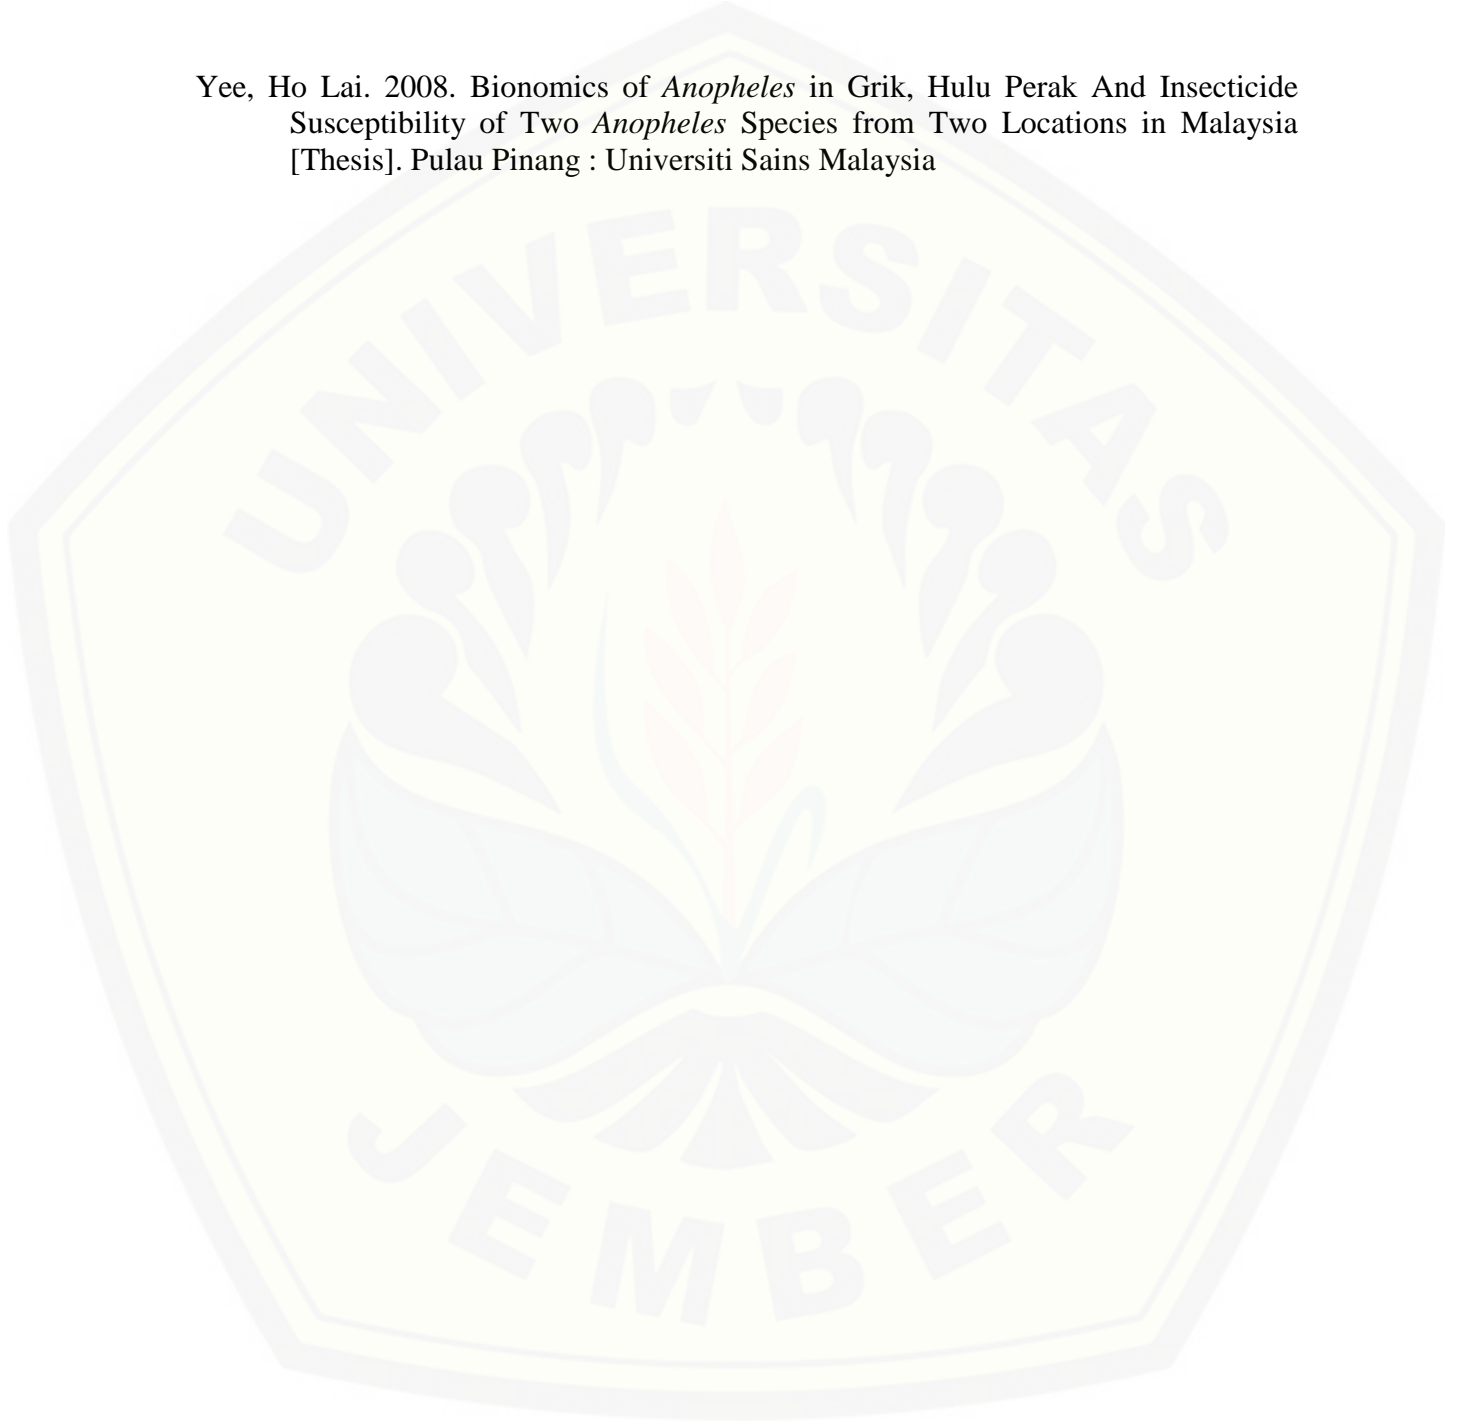 Yee, Ho Lai. 2008. Bionomics of Anopheles in Grik, Hulu Perak And Insecticide
Susceptibility of Two Anopheles Species from Two Locations in Malaysia
[Thesis]. Pulau Pinang : Universiti Sains Malaysia
UNIVERSITAS
JEMBER